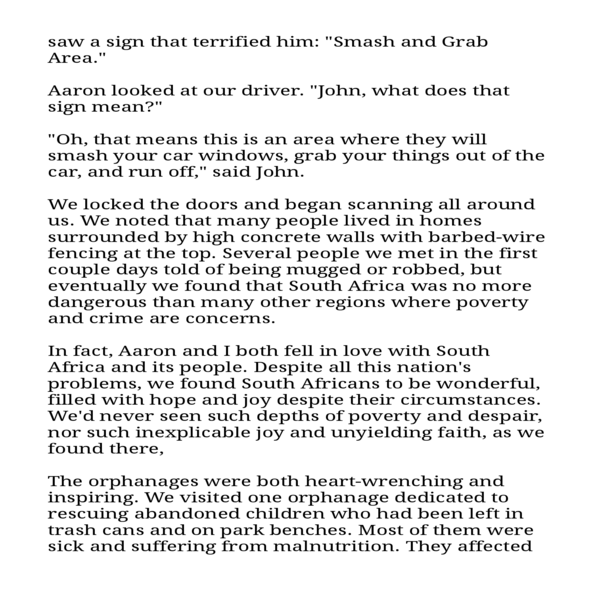 saw a sign that terrified him: "Smash and Grab
Area."
Aaron looked at our driver. "John, what does that
sign mean?"
"Oh, that means this is an area where they will
smash your car windows, grab your things out of the
car, and run off," said John.
We locked the doors and began scanning all around
us. We noted that many people lived in homes
surrounded by high concrete walls with barbed-wire
fencing at the top. Several people we met in the first
couple days told of being mugged or robbed, but
eventually we found that South Africa was no more
dangerous than many other regions where poverty
and crime are concerns.
In fact, Aaron and I both fell in love with South
Africa and its people. Despite all this nation's
problems, we found South Africans to be wonderful,
filled with hope and joy despite their circumstances.
We'd never seen such depths of poverty and despair,
nor such inexplicable joy and unyielding faith, as we
found there,
The orphanages were both heart-wrenching and
inspiring. We visited one orphanage dedicated to
rescuing abandoned children who had been left in
trash cans and on park benches. Most of them were
sick and suffering from malnutrition. They affected